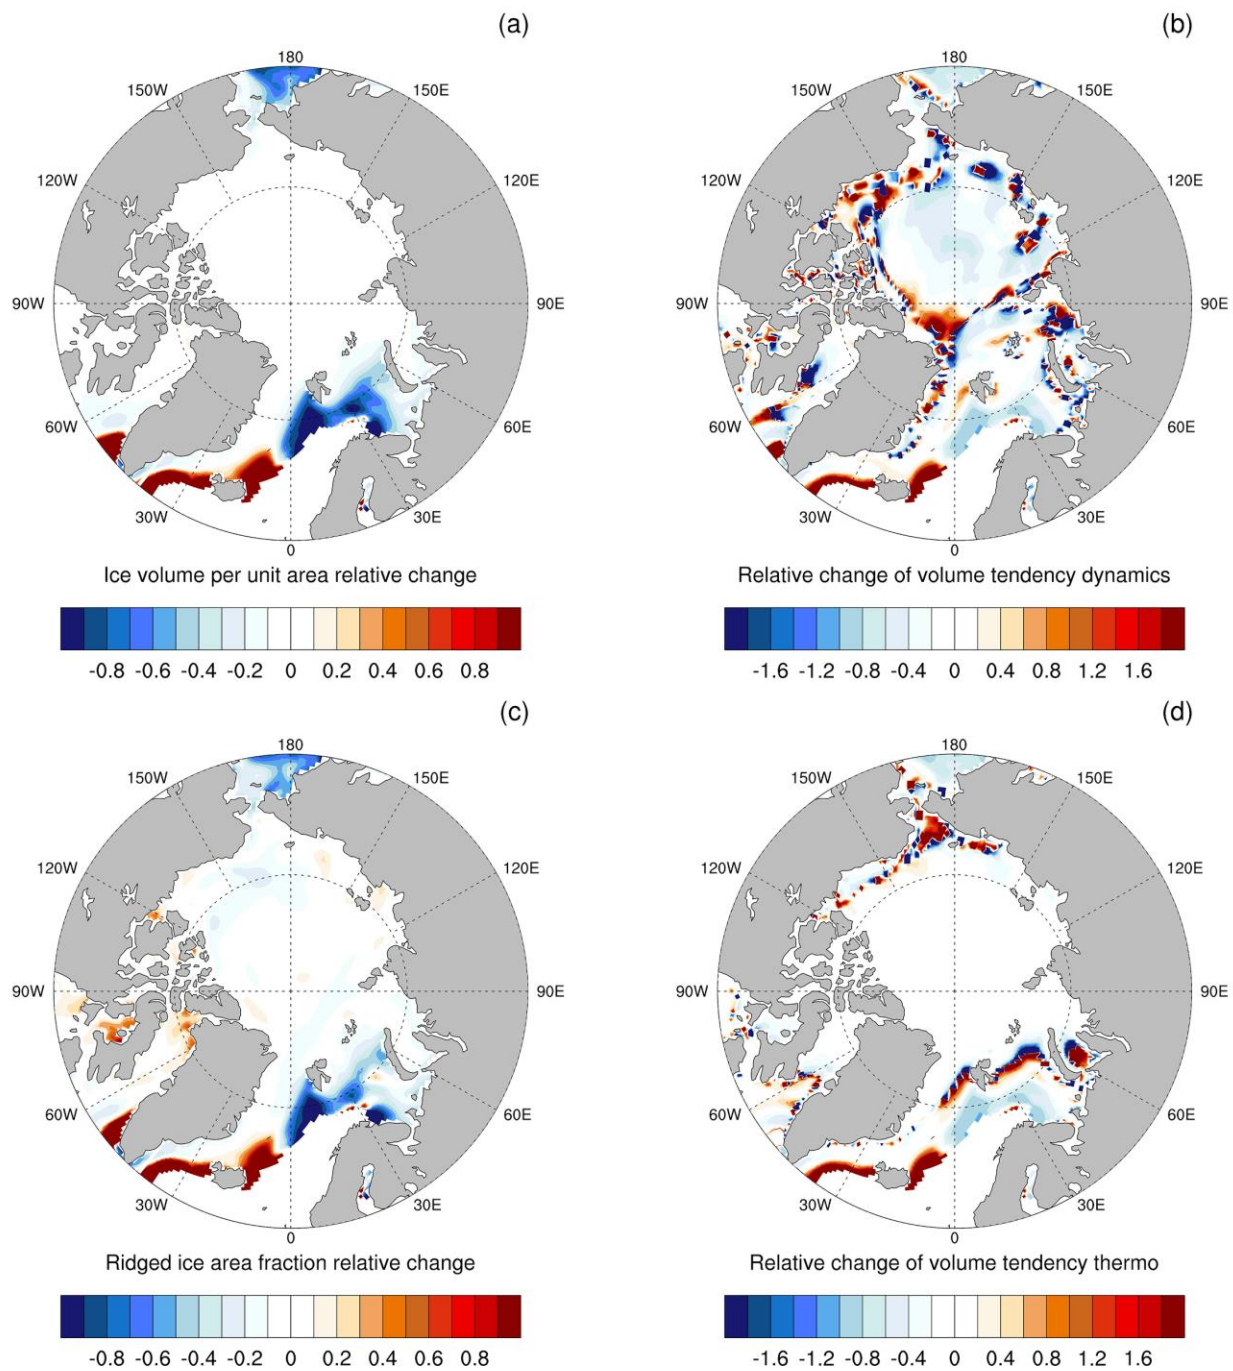 (a)
(b)
180
180
150W
150E
150W
150E
120W
120E
120W
120E
90W
90E
90W
90E
60W
60E
60W
60E
30W
30E
30W
30E
0
0
Ice volume per unit area relative change
Relative change of volume tendency dynamics
-0.8 -0.6 -0.4 -0.2 0 0.2 0.4 0.6 0.8
-1.6 -1.2 -0.8 -0.4 0 0.4 0.8 1.2 1.6
(c)
(d)
180
180
150W
150E
150W
150E
120W
120E
120W
120E
90W
90E
90W
90E
60W
60E
60W
60E
30W
30E
30W
30E
0
0
Ridged ice area fraction relative change
Relative change of volume tendency thermo
-0.8 -0.6 -0.4 -0.2 0 0.2 0.4 0.6 0.8
-1.6 -1.2 -0.8 -0.4 0 0.4 0.8 1.2 1.6